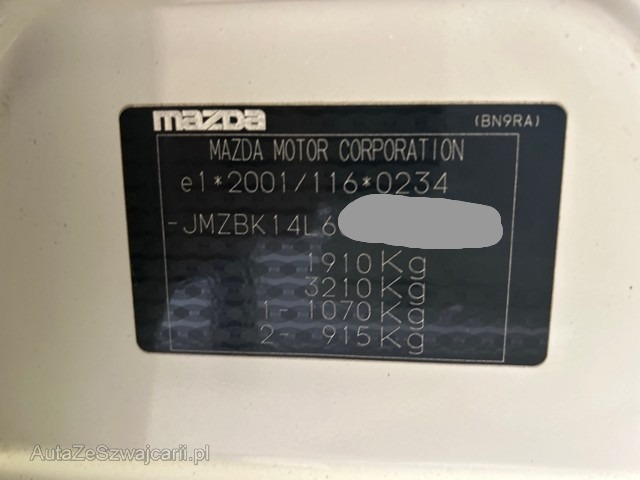 mazda (BN9RA)
MAZDA MOTOR CORPORATION
e1*2001/116*0234
-JMZBK14L6
1910Kg
3210Kg
1- 1070Kg
2- 915Kg
AutaZeSzwajcarii.pl